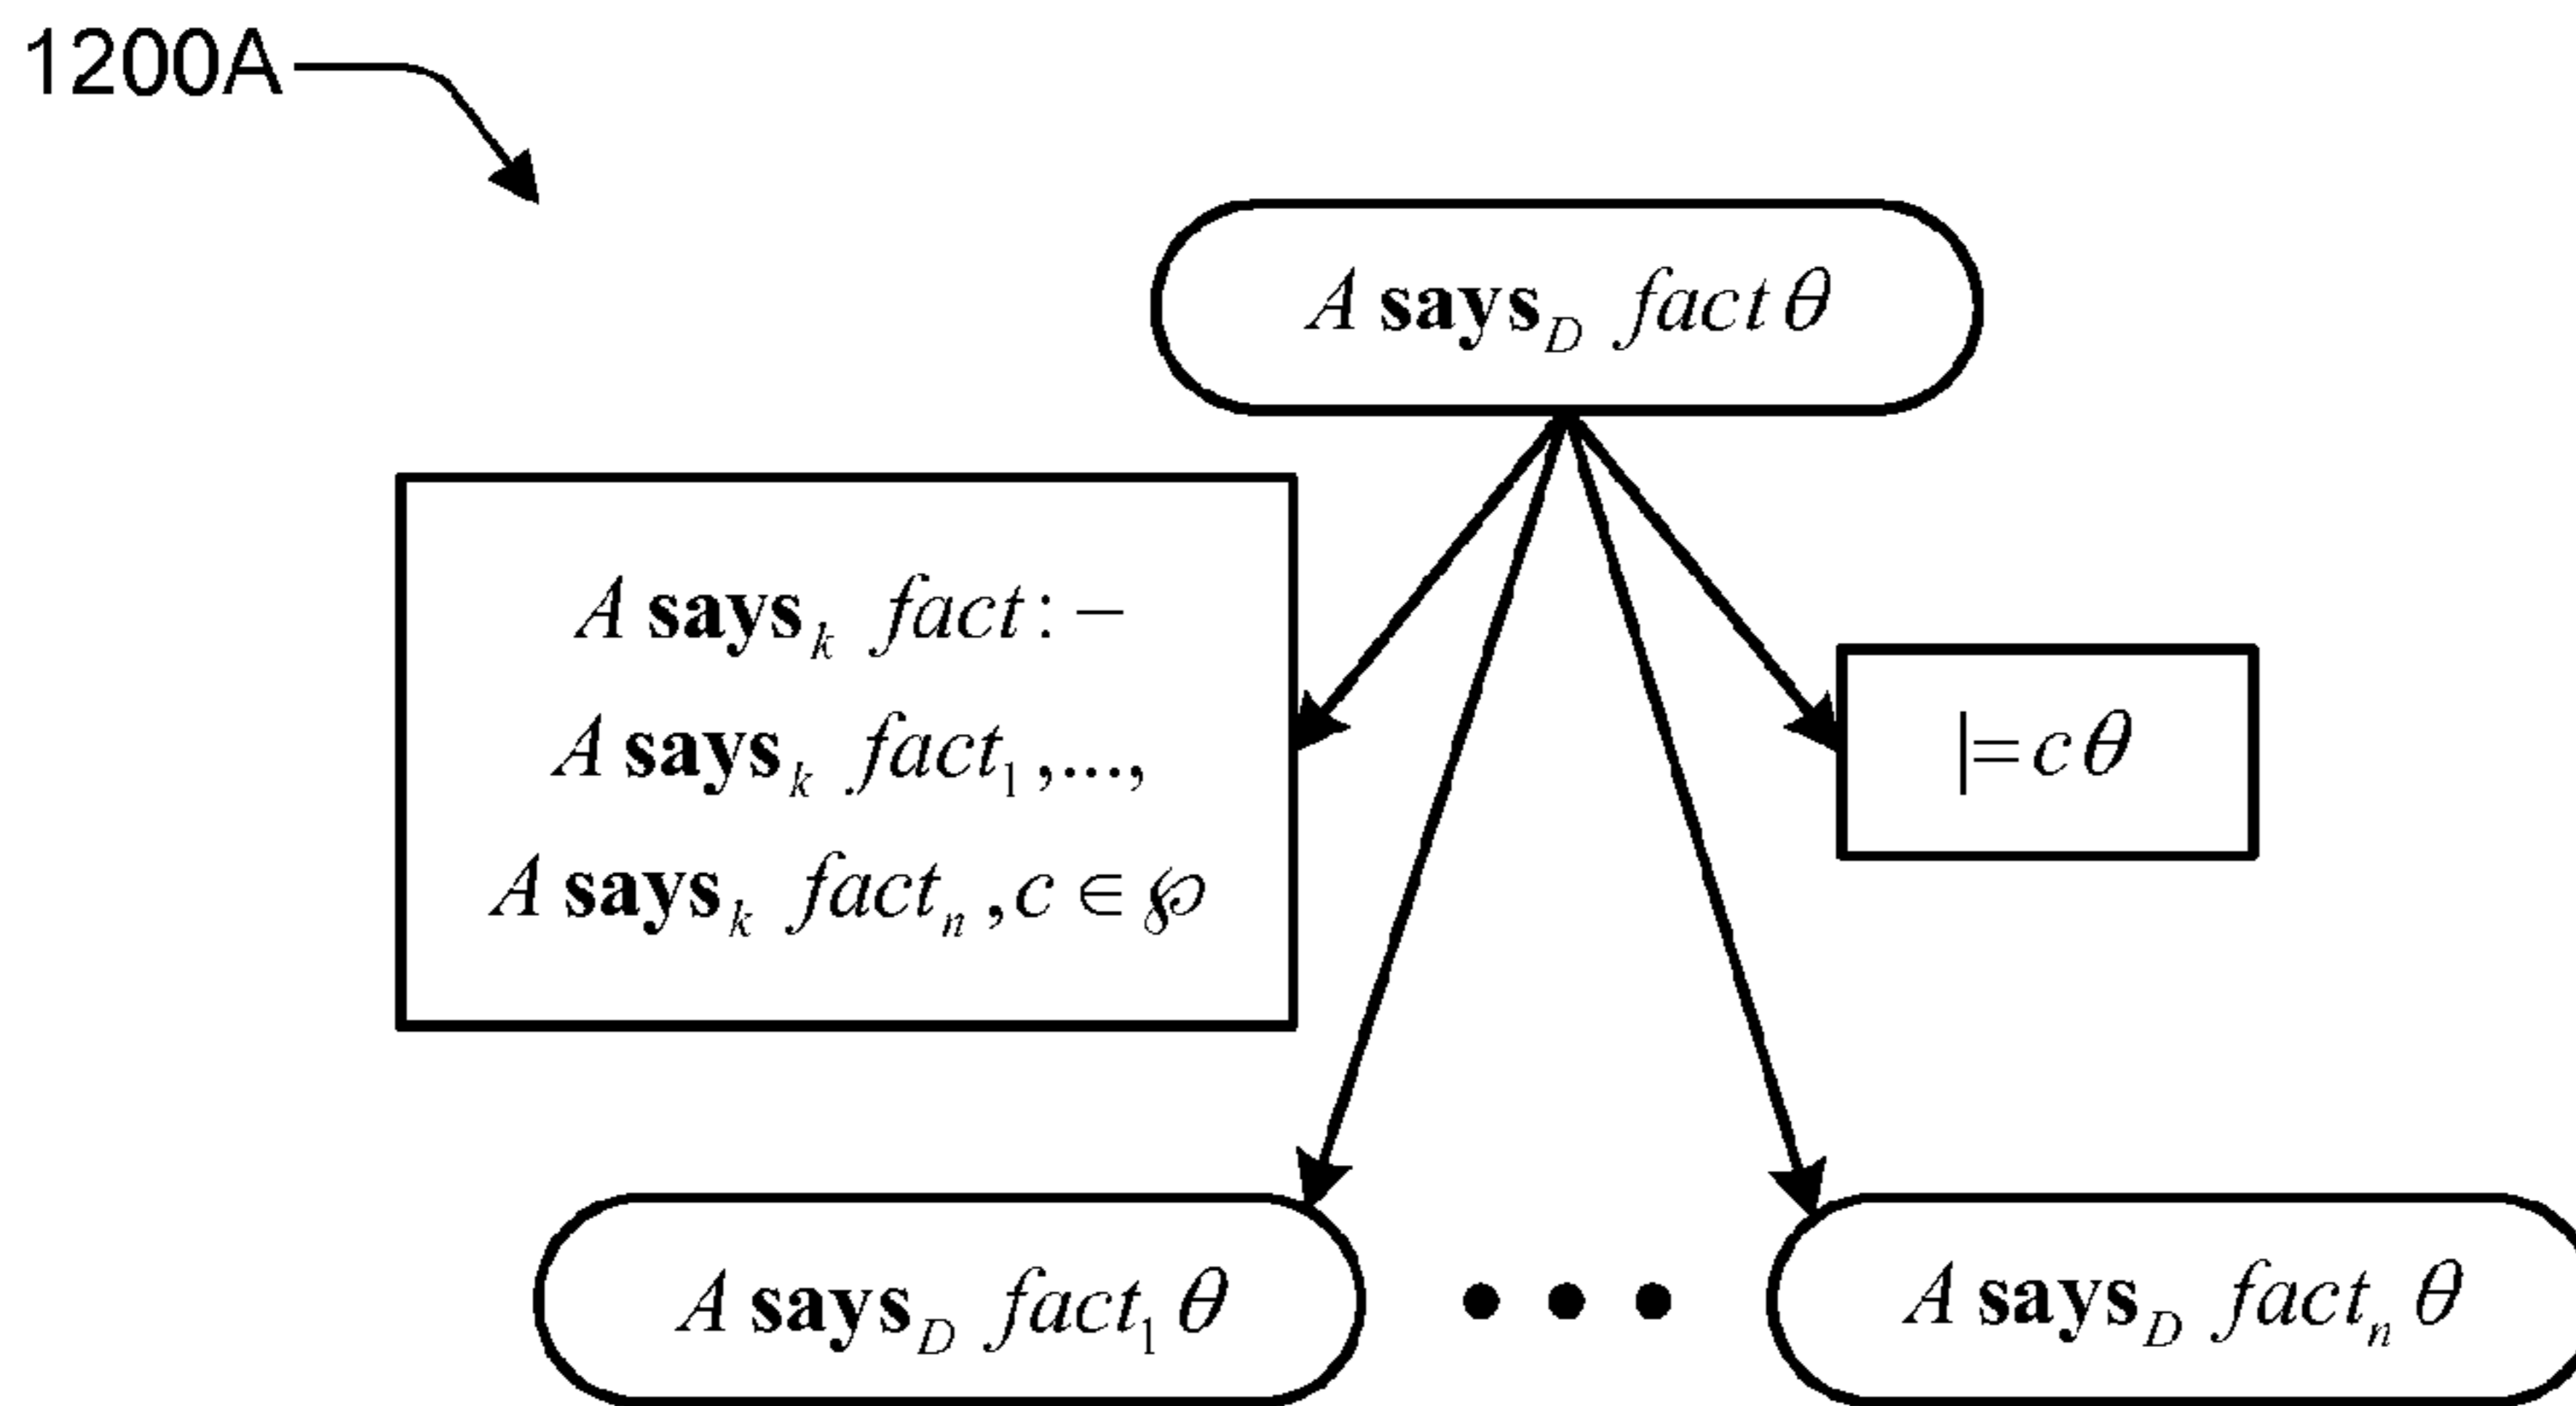 1200A
A says_D fact θ
A says_k fact :−
A says_k fact_1 ,...,
A says_k fact_n , c ∈ ℘
|= c θ
A says_D fact_1 θ
• • •
A says_D fact_n θ